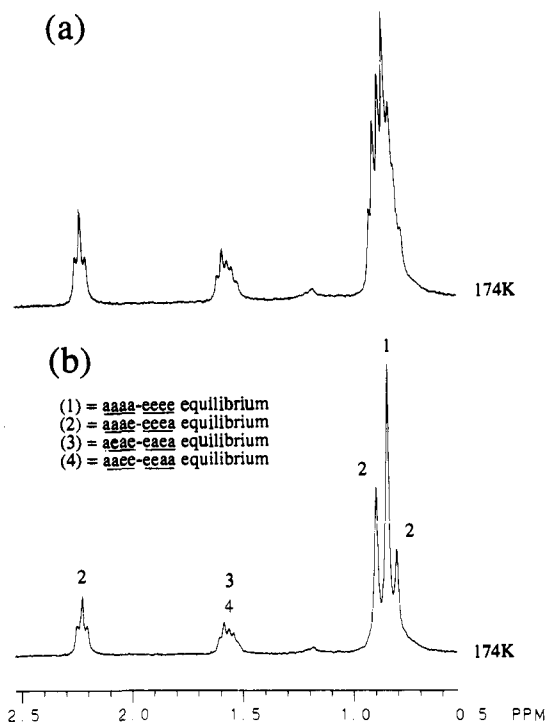 (a)
174K
(b)
(1) = aaaa-eeee equilibrium
(2) = aaae-eeea equilibrium
(3) = aeae-eaea equilibrium
(4) = aaee-eeaa equilibrium
1
2
2
2
3
4
174K
2.5 2.0 1.5 1.0 0 5 PPM